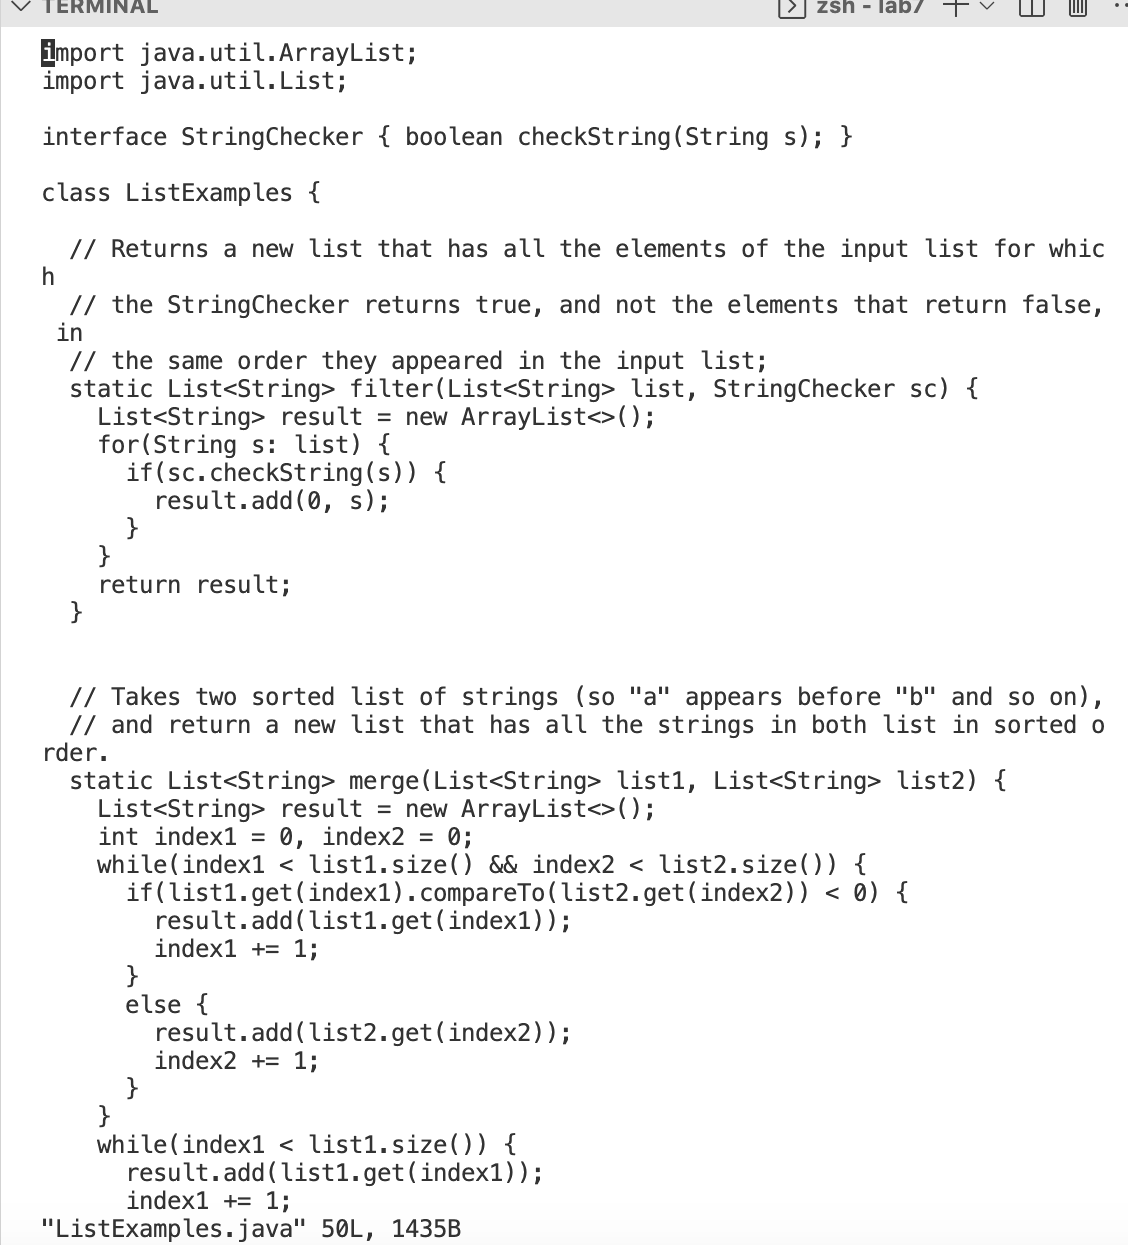 TERMINAL
zsh - lab7
import java.util.ArrayList;
import java.util.List;

interface StringChecker { boolean checkString(String s); }

class ListExamples {

  // Returns a new list that has all the elements of the input list for whic
h
  // the StringChecker returns true, and not the elements that return false,
 in
  // the same order they appeared in the input list;
  static List<String> filter(List<String> list, StringChecker sc) {
    List<String> result = new ArrayList<>();
    for(String s: list) {
      if(sc.checkString(s)) {
        result.add(0, s);
      }
    }
    return result;
  }


  // Takes two sorted list of strings (so "a" appears before "b" and so on),
  // and return a new list that has all the strings in both list in sorted o
rder.
  static List<String> merge(List<String> list1, List<String> list2) {
    List<String> result = new ArrayList<>();
    int index1 = 0, index2 = 0;
    while(index1 < list1.size() && index2 < list2.size()) {
      if(list1.get(index1).compareTo(list2.get(index2)) < 0) {
        result.add(list1.get(index1));
        index1 += 1;
      }
      else {
        result.add(list2.get(index2));
        index2 += 1;
      }
    }
    while(index1 < list1.size()) {
      result.add(list1.get(index1));
      index1 += 1;
"ListExamples.java" 50L, 1435B